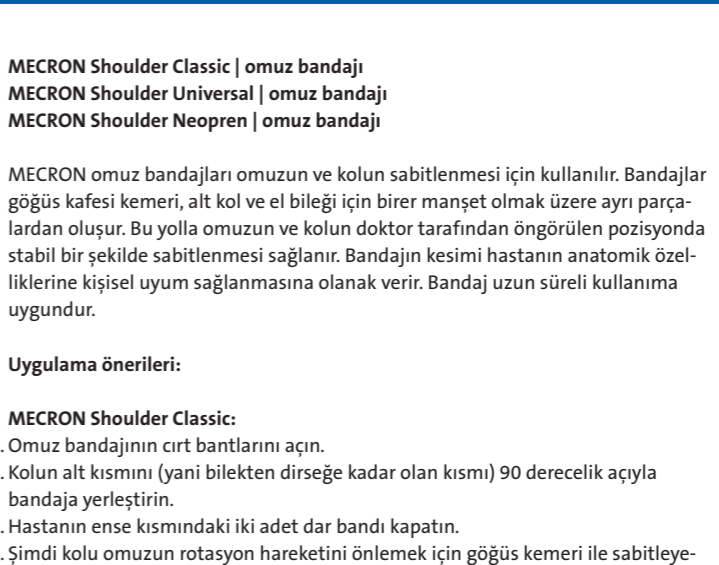 MECRON Shoulder Classic | omuz bandajı
MECRON Shoulder Universal | omuz bandajı
MECRON Shoulder Neopren | omuz bandajı
MECRON omuz bandajları omuzun ve kolun sabitlenmesi için kullanılır. Bandajlar
göğüs kafesi kemeri, alt kol ve el bileği için birer manşet olmak üzere ayrı parça-
lardan oluşur. Bu yolla omuzun ve kolun doktor tarafından öngörülen pozisyonda
stabil bir şekilde sabitlenmesi sağlanır. Bandajın kesimi hastanın anatomik özel-
liklerine kişisel uyum sağlanmasına olanak verir. Bandaj uzun süreli kullanıma
uygundur.
Uygulama önerileri:
MECRON Shoulder Classic:
. Omuz bandajının cırt bantlarını açın.
. Kolun alt kısmını (yani bilekten dirseğe kadar olan kısmı) 90 derecelik açıyla
bandaja yerleştirin.
. Hastanın ense kısmındaki iki adet dar bandı kapatın.
. Şimdi kolu omuzun rotasyon hareketini önlemek için göğüs kemeri ile sabitleye-